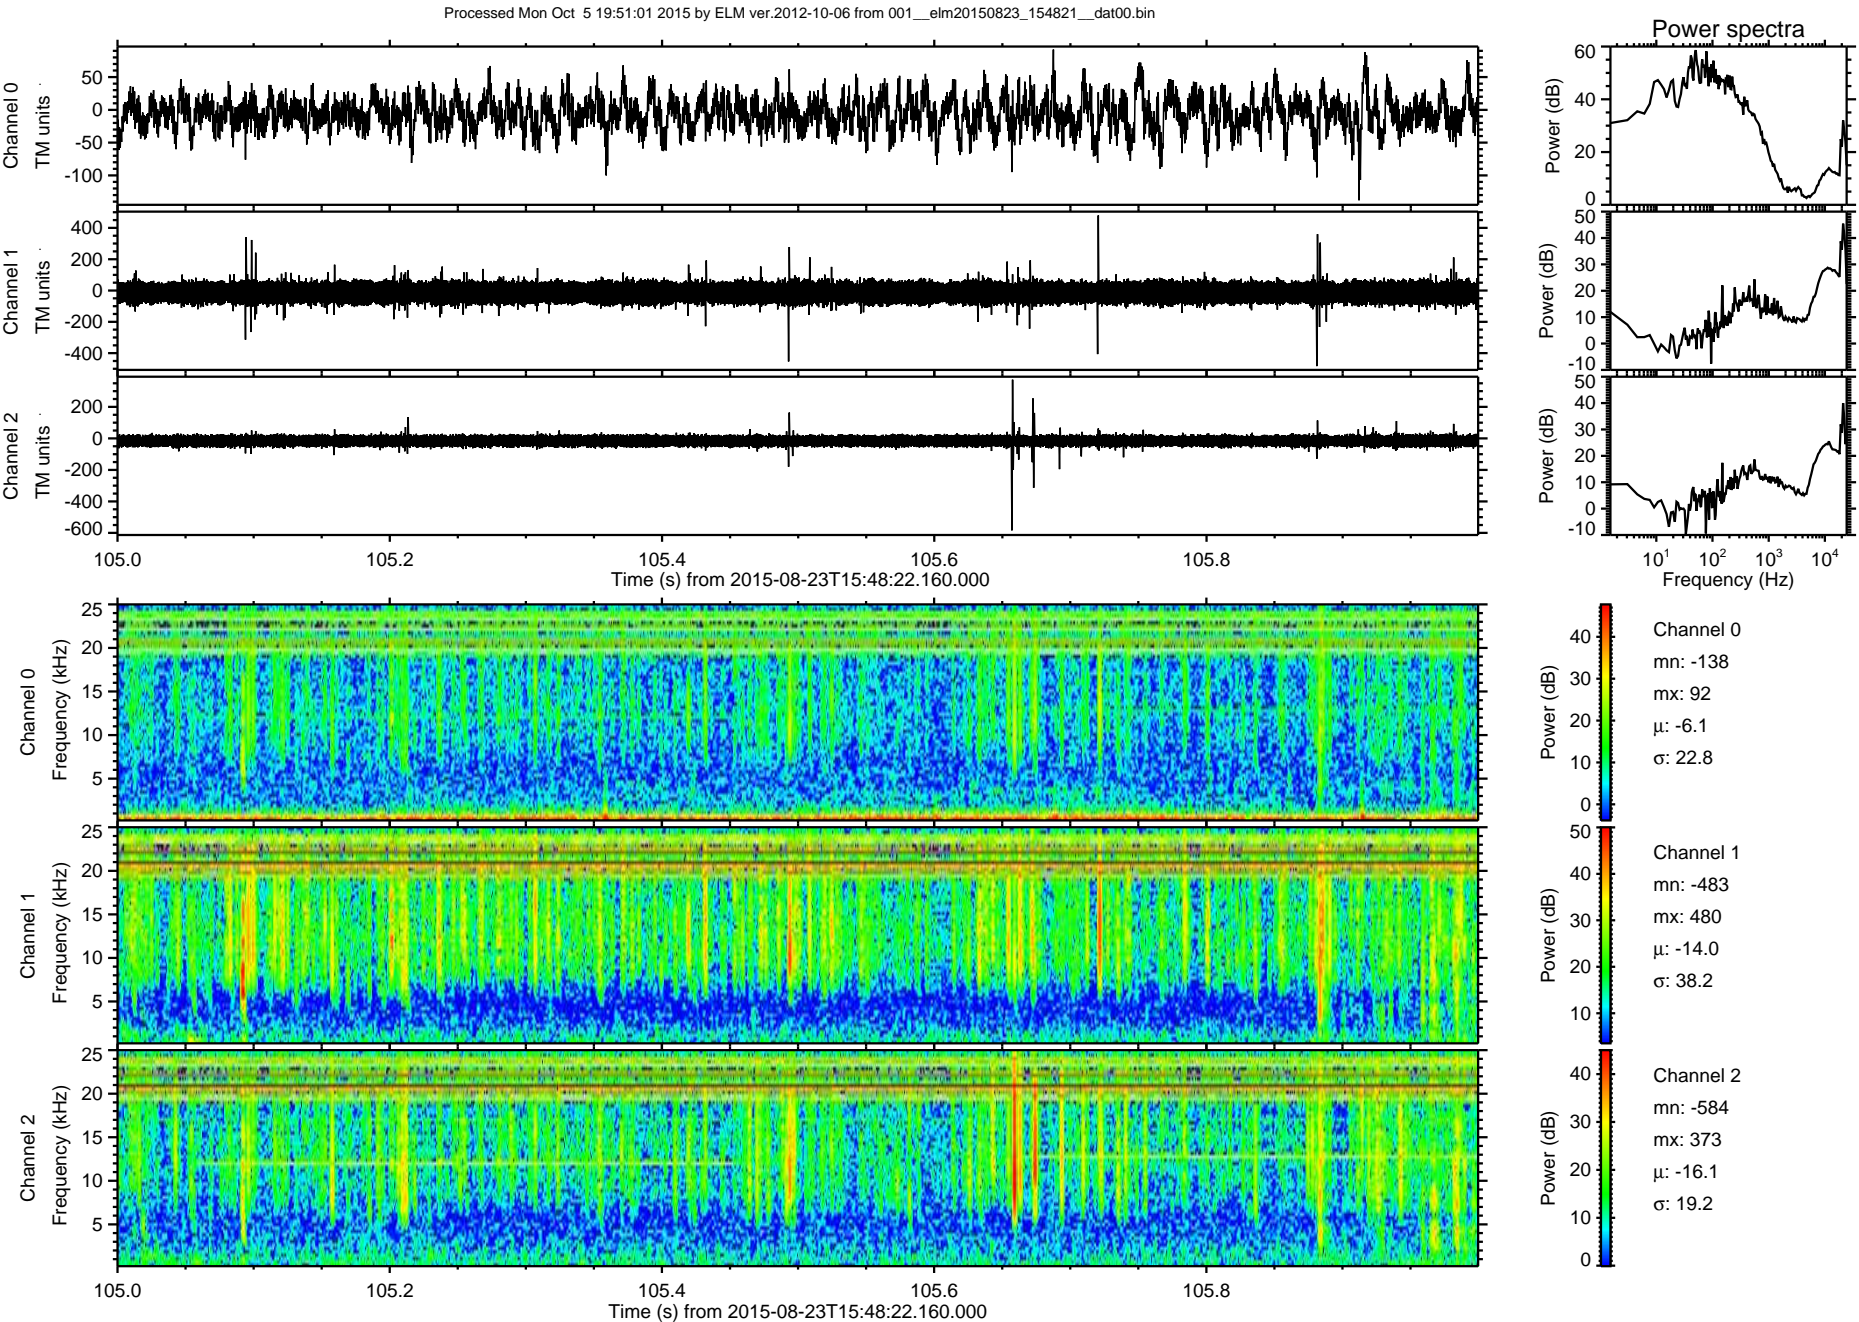 Processed Mon Oct  5 19:51:01 2015 by ELM ver.2012-10-06 from 001__elm20150823_154821__dat00.bin
Power spectra
Channel 0
TM units
50
0
-50
-100
Power (dB)
60
40
20
0
Channel 1
TM units
400
200
0
-200
-400
Power (dB)
50
40
30
20
10
0
-10
Channel 2
TM units
200
0
-200
-400
-600
Power (dB)
50
40
30
20
10
0
-10
105.0 105.2 105.4 105.6 105.8
Time (s) from 2015-08-23T15:48:22.160.000
10^1 10^2 10^3 10^4
Frequency (Hz)
Channel 0
Frequency (kHz)
25
20
15
10
5
Power (dB)
40
30
20
10
0
Channel 0
mn: -138
mx: 92
μ: -6.1
σ: 22.8
Channel 1
Frequency (kHz)
25
20
15
10
5
Power (dB)
50
40
30
20
10
Channel 1
mn: -483
mx: 480
μ: -14.0
σ: 38.2
Channel 2
Frequency (kHz)
25
20
15
10
5
Power (dB)
40
30
20
10
0
Channel 2
mn: -584
mx: 373
μ: -16.1
σ: 19.2
105.0 105.2 105.4 105.6 105.8
Time (s) from 2015-08-23T15:48:22.160.000